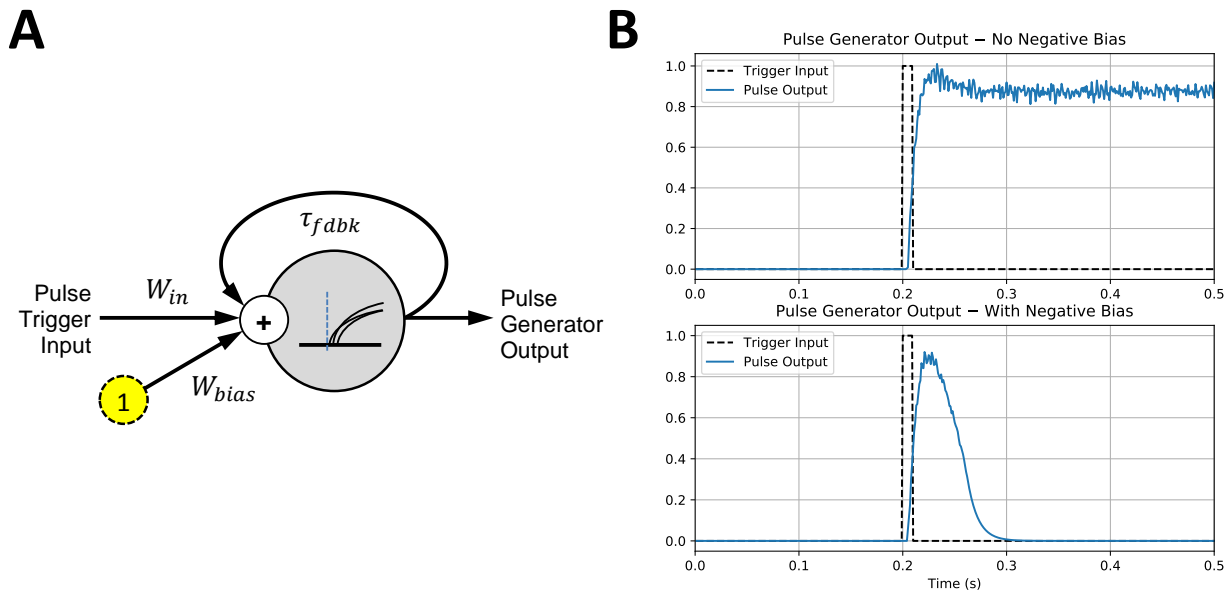 A
τ_fdbk
W_in
Pulse
Trigger
Input
+
Pulse
Generator
Output
W_bias
1
B
Pulse Generator Output − No Negative Bias
Trigger Input
Pulse Output
1.0
0.8
0.6
0.4
0.2
0.0
0.0 0.1 0.2 0.3 0.4 0.5
Pulse Generator Output − With Negative Bias
Trigger Input
Pulse Output
1.0
0.8
0.6
0.4
0.2
0.0
0.0 0.1 0.2 0.3 0.4 0.5
Time (s)